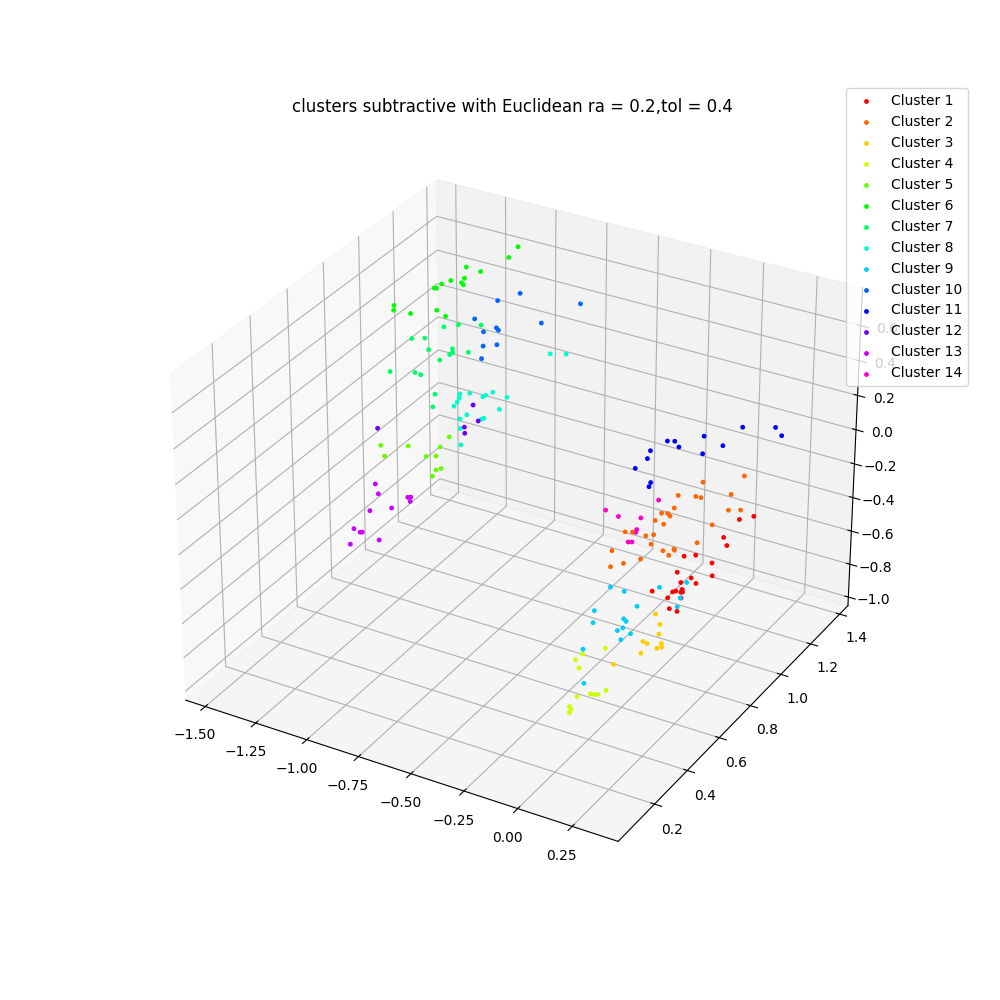 clusters subtractive with Euclidean ra = 0.2,tol = 0.4
Cluster 1
Cluster 2
Cluster 3
Cluster 4
Cluster 5
Cluster 6
Cluster 7
Cluster 8
Cluster 9
Cluster 10
Cluster 11
Cluster 12
Cluster 13
Cluster 14
0.4
0.2
0.0
−0.2
−0.4
−0.6
−0.8
−1.0
1.4
1.2
1.0
0.8
0.6
0.4
0.2
−1.50
−1.25
−1.00
−0.75
−0.50
−0.25
0.00
0.25